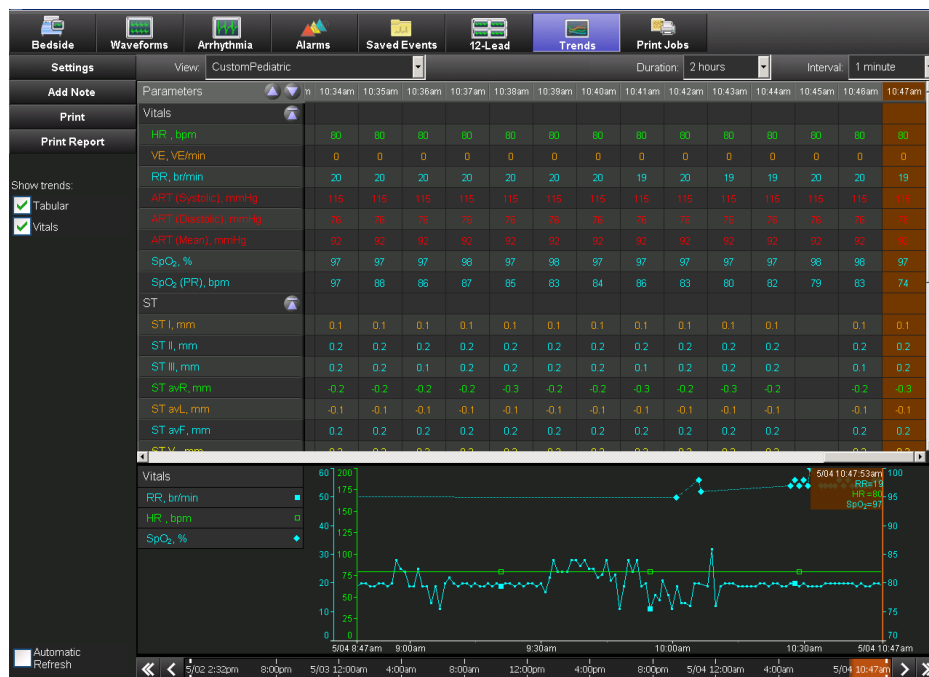 Bedside Waveforms Arrhythmia Alarms Saved Events 12-Lead Trends Print Jobs
Settings View: CustomPediatric Duration: 2 hours Interval: 1 minute
Add Note Parameters 10:34am 10:35am 10:36am 10:37am 10:38am 10:39am 10:40am 10:41am 10:42am 10:43am 10:44am 10:45am 10:46am 10:47am
Print Vitals
Print Report HR , bpm 80 80 80 80 80 80 80 80 80 80 80 80 80 80
VE, VE/min 0 0 0 0 0 0 0 0 0 0 0 0 0 0
Show trends: RR, br/min 20 20 20 20 20 20 20 19 20 19 19 20 20 19
Tabular ART (Systolic), mmHg 115 115 115 115 115 115 115 115 115 115 115 115 115 115
Vitals ART (Diastolic), mmHg 76 76 76 76 76 76 76 76 76 76 76 76 76 76
ART (Mean), mmHg 92 92 92 92 92 92 92 92 92 92 92 92 92 92
SpO₂, % 97 97 97 98 98 97 97 97 97 97 97 98 98 97
SpO₂ (PR), bpm 97 88 86 87 85 83 84 86 83 80 82 79 83 74
ST
ST I, mm 0.1 0.1 0.1 0.1 0.1 0.1 0.1 0.1 0.1 0.1 0.1 0.1 0.1
ST II, mm 0.2 0.2 0.2 0.2 0.2 0.2 0.2 0.2 0.2 0.2 0.2 0.2 0.2
ST III, mm 0.2 0.2 0.1 0.2 0.2 0.2 0.2 0.1 0.2 0.2 0.2 0.1 0.2
ST avR, mm -0.2 -0.2 -0.2 -0.2 -0.3 -0.2 -0.2 -0.3 -0.2 -0.3 -0.2 -0.2 -0.3
ST avL, mm -0.1 -0.1 -0.1 -0.1 -0.1 -0.1 -0.1 -0.1 -0.1 -0.1 -0.1 -0.1 -0.1
ST avF, mm 0.2 0.2 0.2 0.2 0.2 0.2 0.2 0.2 0.2 0.2 0.2 0.2 0.2
Vitals 60 200 5/04 10:47:53am 100
RR=19
HR =80
SpO₂=97
RR, br/min 50 175 95
HR , bpm 40 150 90
SpO₂, % 125
30 100 85
20 75 80
50
10 25 75
0 0 70
5/04 8:47am 9:00am 9:30am 10:00am 10:30am 5/04 10:47am
Automatic
Refresh
5/02 2:32pm 8:00pm 5/03 12:00am 4:00am 8:00am 12:00pm 4:00pm 8:00pm 5/04 12:00am 4:00am 5/04 10:47am